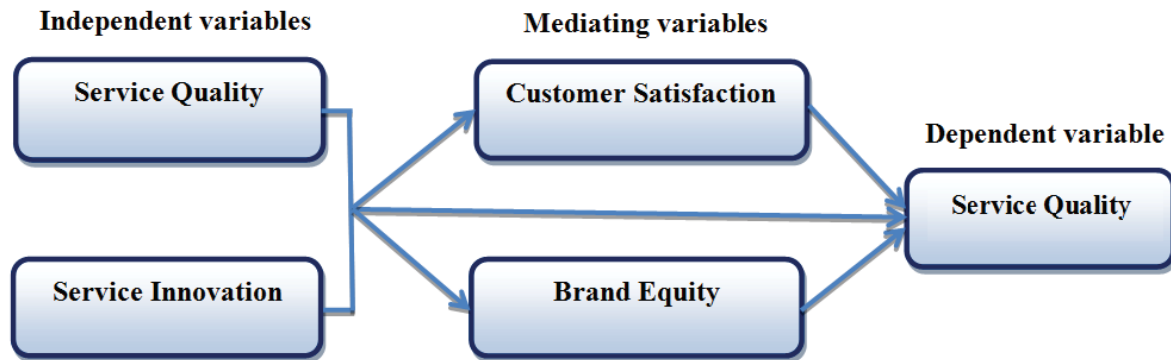 Independent variables
Service Quality
Service Innovation
Mediating variables
Customer Satisfaction
Brand Equity
Dependent variable
Service Quality